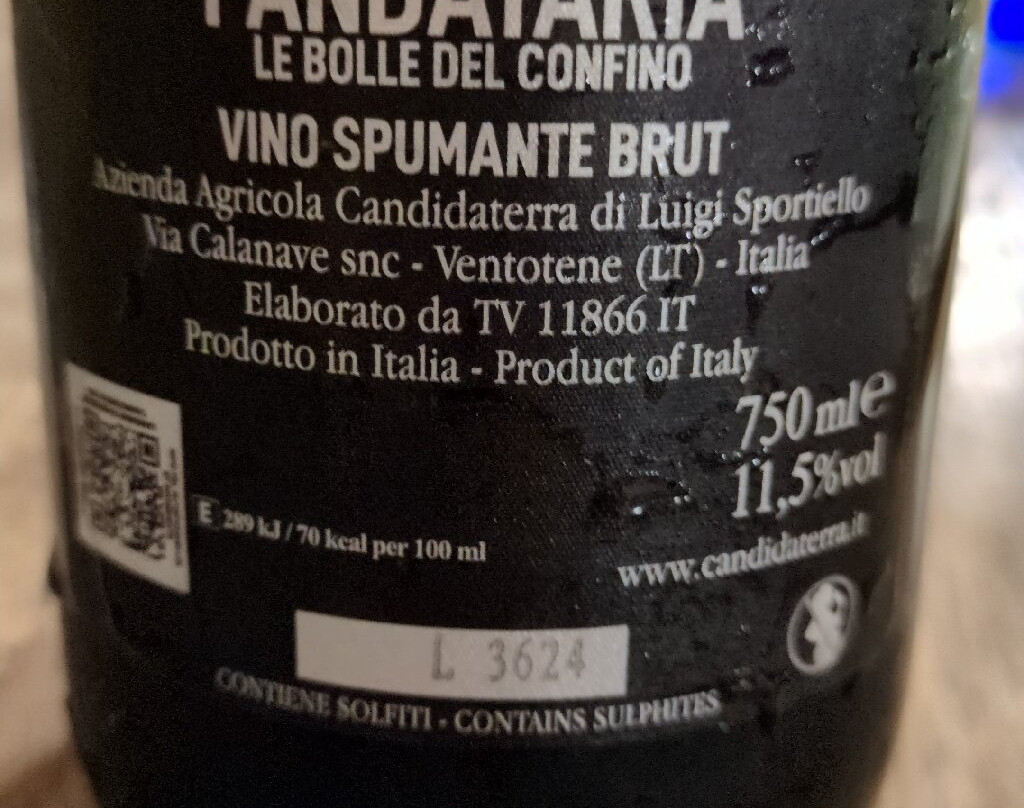 PANDATARIA
LE BOLLE DEL CONFINO
VINO SPUMANTE BRUT
Azienda Agricola Candidaterra di Luigi Sportiello
Via Calanave snc - Ventotene (LT) - Italia
Elaborato da TV 11866 IT
Prodotto in Italia - Product of Italy
750 ml e
11,5%vol
E 289 kJ / 70 kcal per 100 ml
www.candidaterra.it
L 3624
CONTIENE SOLFITI - CONTAINS SULPHITES